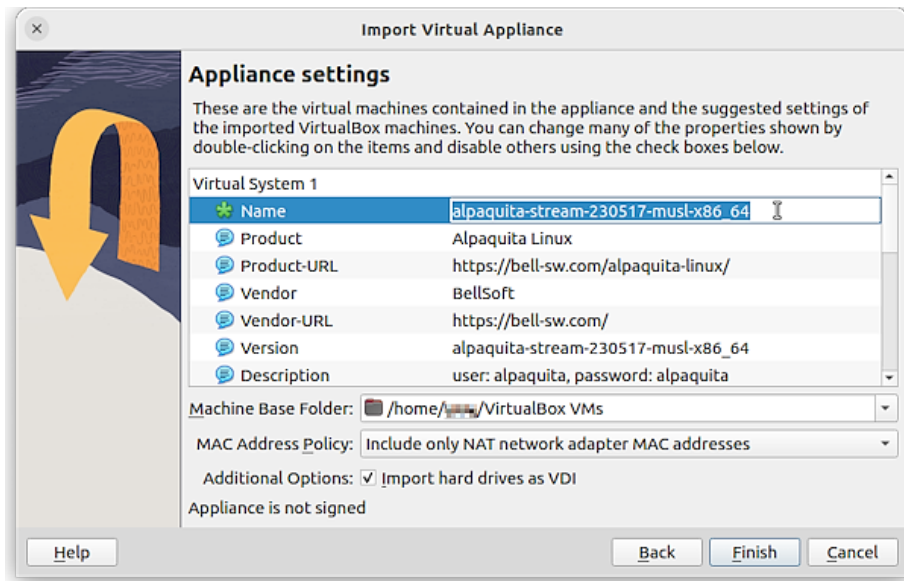 Import Virtual Appliance
Appliance settings
These are the virtual machines contained in the appliance and the suggested settings of
the imported VirtualBox machines. You can change many of the properties shown by
double-clicking on the items and disable others using the check boxes below.
Virtual System 1
Name alpaquita-stream-230517-musl-x86_64
Product Alpaquita Linux
Product-URL https://bell-sw.com/alpaquita-linux/
Vendor BellSoft
Vendor-URL https://bell-sw.com/
Version alpaquita-stream-230517-musl-x86_64
Description user: alpaquita, password: alpaquita
Machine Base Folder: /home/ /VirtualBox VMs
MAC Address Policy: Include only NAT network adapter MAC addresses
Additional Options: Import hard drives as VDI
Appliance is not signed
Help Back Finish Cancel